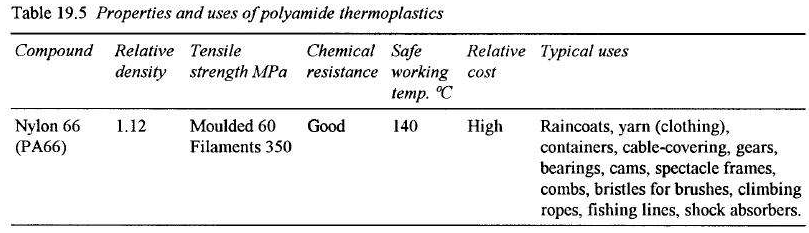 Table 19.5 Properties and uses of polyamide thermoplastics
Compound Relative Tensile Chemical Safe Relative Typical uses
density strength MPa resistance working cost
temp. ºC
Nylon 66 1.12 Moulded 60 Good 140 High Raincoats, yarn (clothing),
(PA66) Filaments 350 containers, cable-covering, gears,
bearings, cams, spectacle frames,
combs, bristles for brushes, climbing
ropes, fishing lines, shock absorbers.